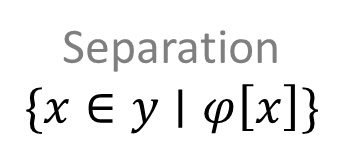 Separation
{x ∈ y | φ[x]}